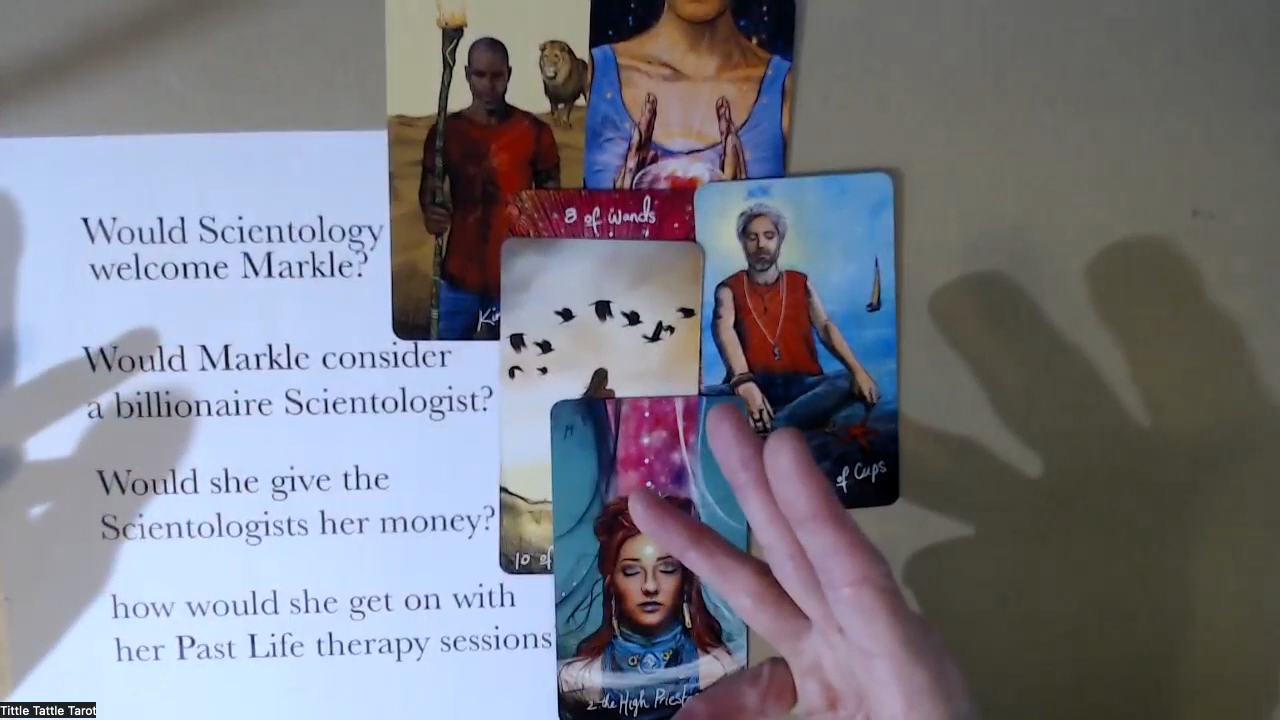 Would Scientology
welcome Markle?
Would Markle consider
a billionaire Scientologist?
Would she give the
Scientologists her money?
how would she get on with
her Past Life therapy sessions
8 of Wands
of Cups
10 of
2 the High
Tittle Tattle Tarot